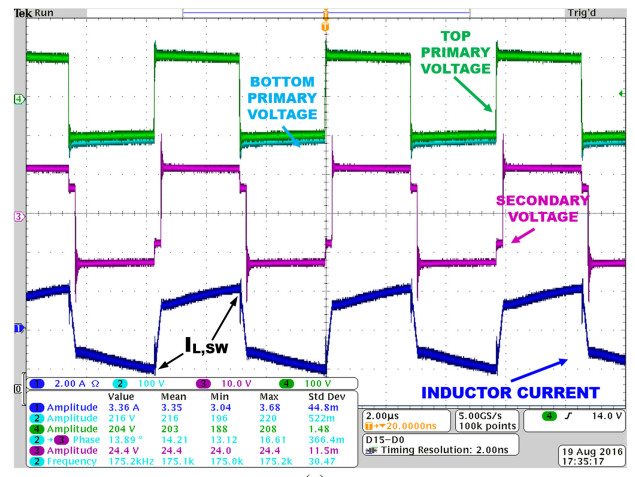 Tek Run
Trig'd
T
T
TOP
PRIMARY
VOLTAGE
BOTTOM
PRIMARY
VOLTAGE
4
3
SECONDARY
VOLTAGE
1
IL,SW
0
INDUCTOR CURRENT
1 2.00 A Ω 2 100 V 3 10.0 V 4 100 V
Value Mean Min Max Std Dev
1 Amplitude 3.36 A 3.35 3.04 3.68 44.8m
2 Amplitude 216 V 216 196 220 522m
4 Amplitude 204 V 203 188 208 1.48
2 → 3 Phase 13.89 ° 14.21 13.12 16.61 366.4m
3 Amplitude 24.4 V 24.4 24.0 24.4 11.5m
2 Frequency 175.2kHz 175.1k 175.0k 175.2k 30.47
2.00µs
T→▼20.0000ns
5.00GS/s
100k points
4 14.0 V
D15-D0
Timing Resolution: 2.00ns
19 Aug 2016
17:35:17